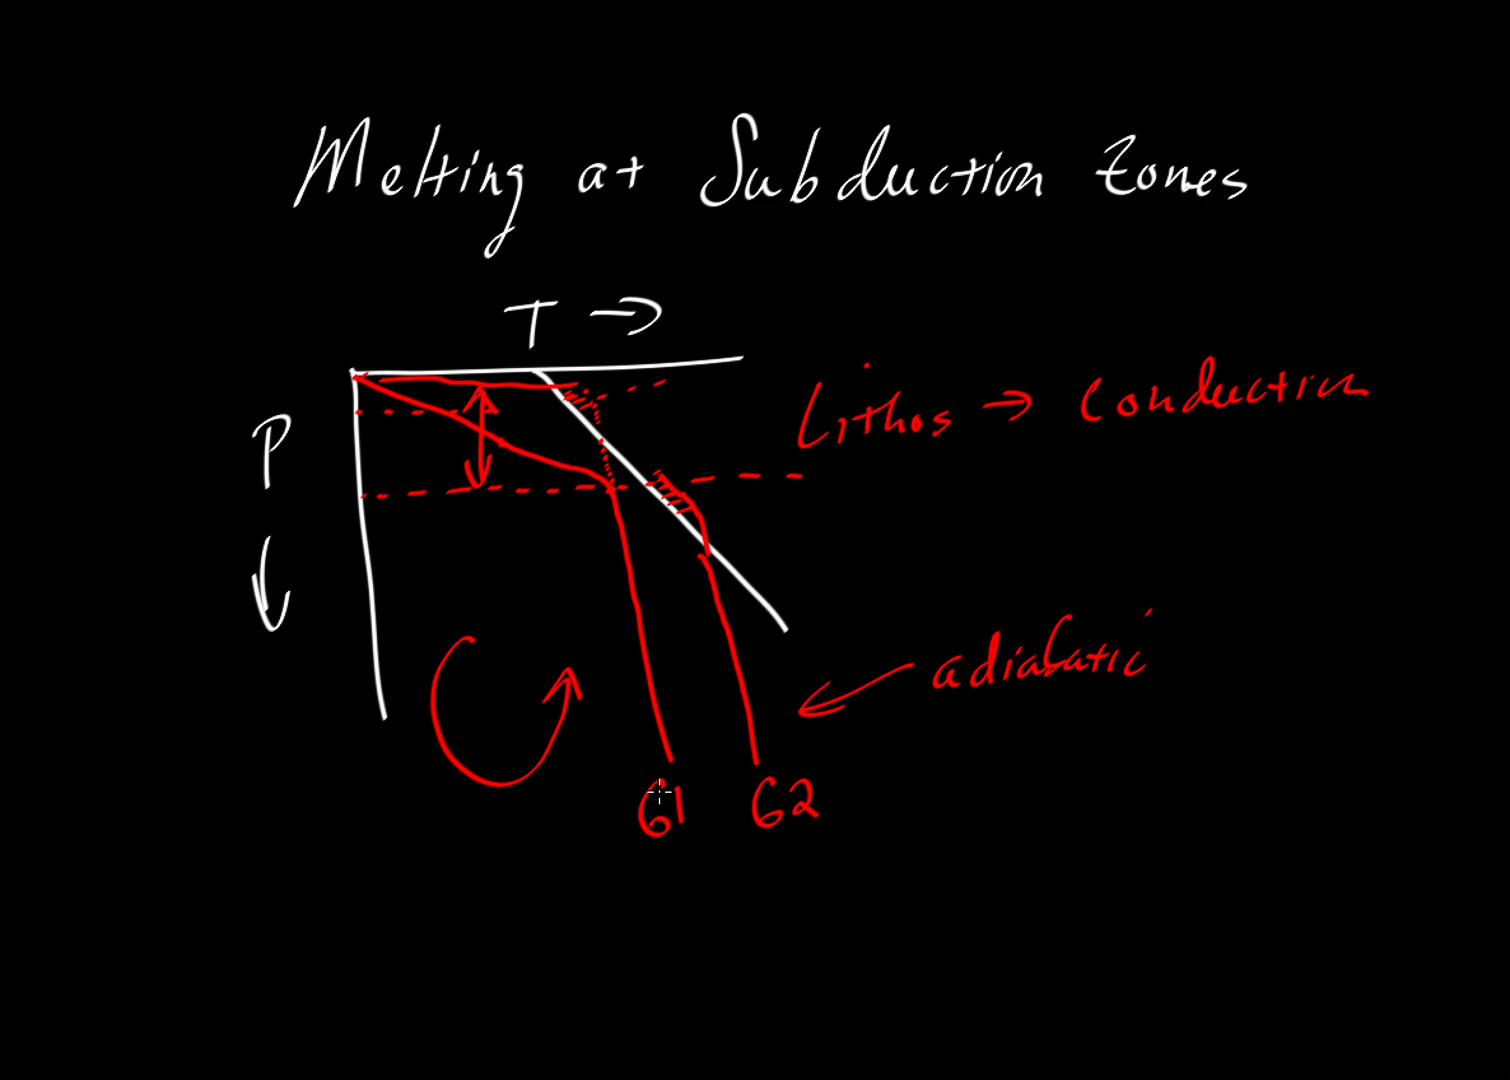 Melting at Subduction Zones
T →
Lithos → Conduction
P
↓
adiabatic
G1 G2